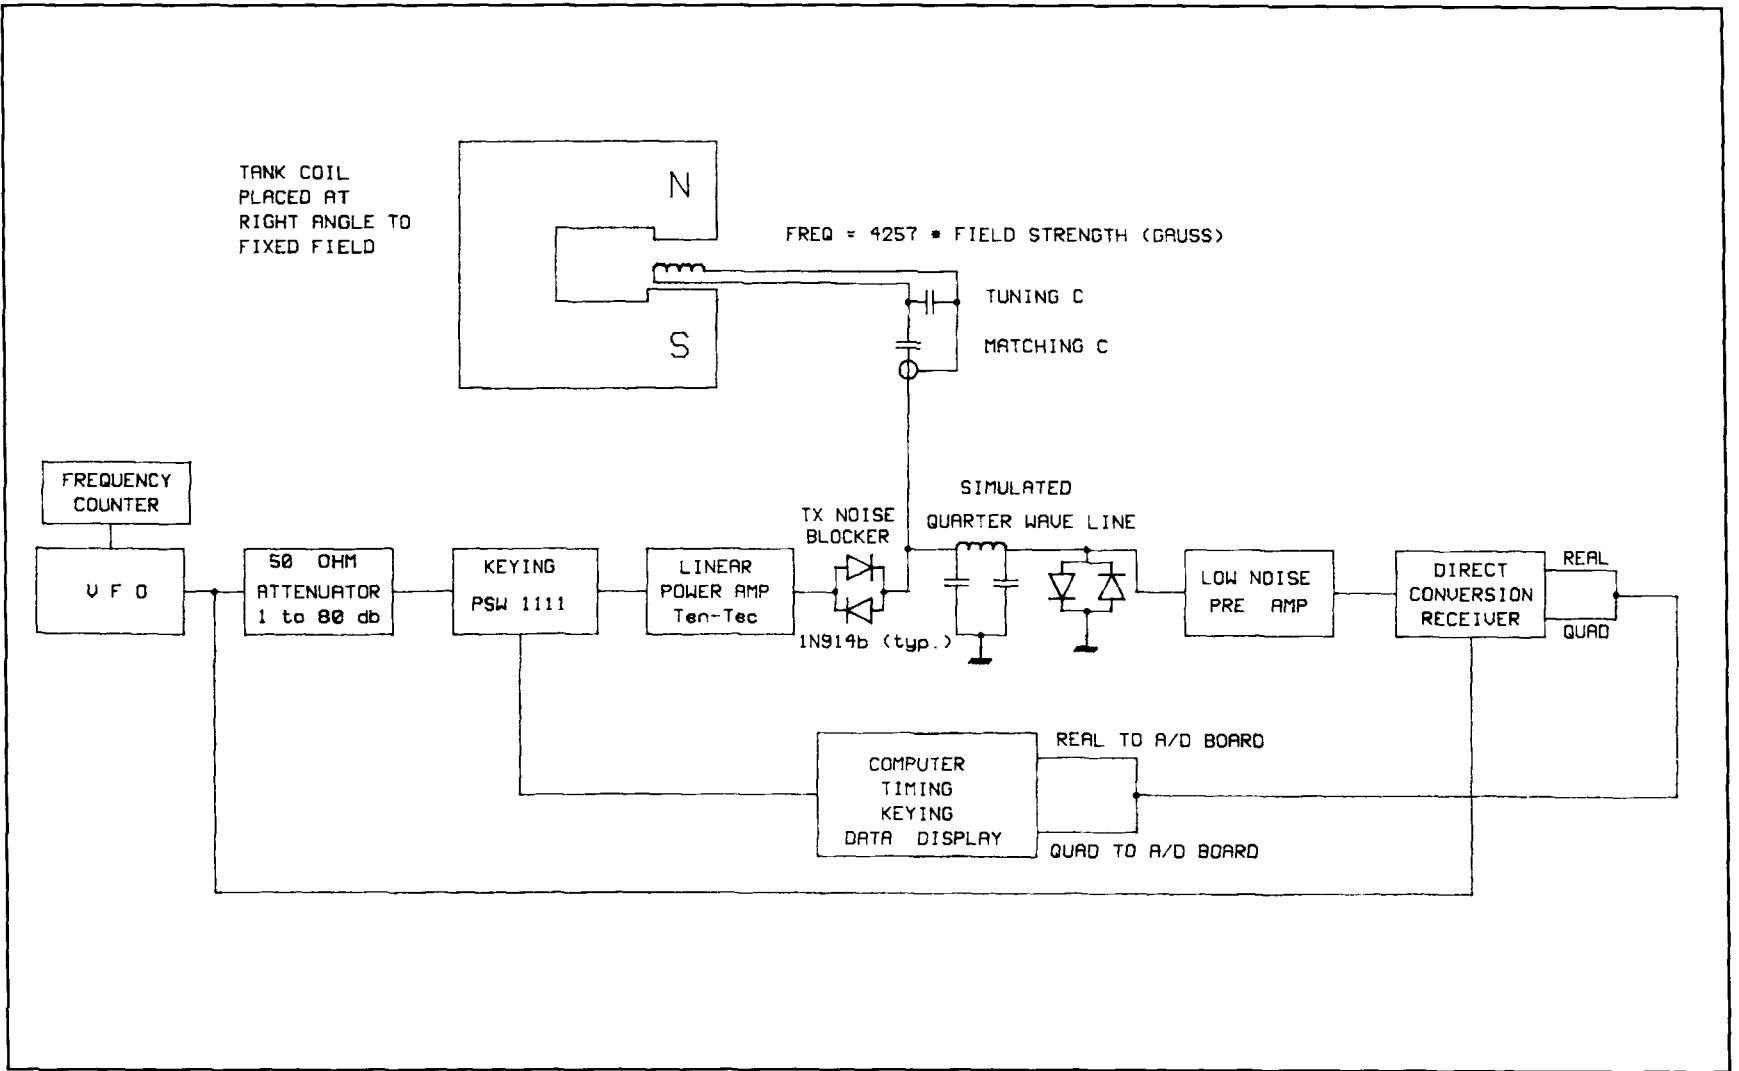 TANK COIL
PLACED AT
RIGHT ANGLE TO
FIXED FIELD
N
S
FREQ = 4257 * FIELD STRENGTH (GAUSS)
TUNING C
MATCHING C
FREQUENCY
COUNTER
V F O
50 OHM
ATTENUATOR
1 to 80 db
KEYING
PSW 1111
LINEAR
POWER AMP
Ten-Tec
TX NOISE
BLOCKER
1N914b (typ.)
SIMULATED
QUARTER WAVE LINE
LOW NOISE
PRE AMP
DIRECT
CONVERSION
RECEIVER
REAL
QUAD
COMPUTER
TIMING
KEYING
DATA DISPLAY
REAL TO A/D BOARD
QUAD TO A/D BOARD